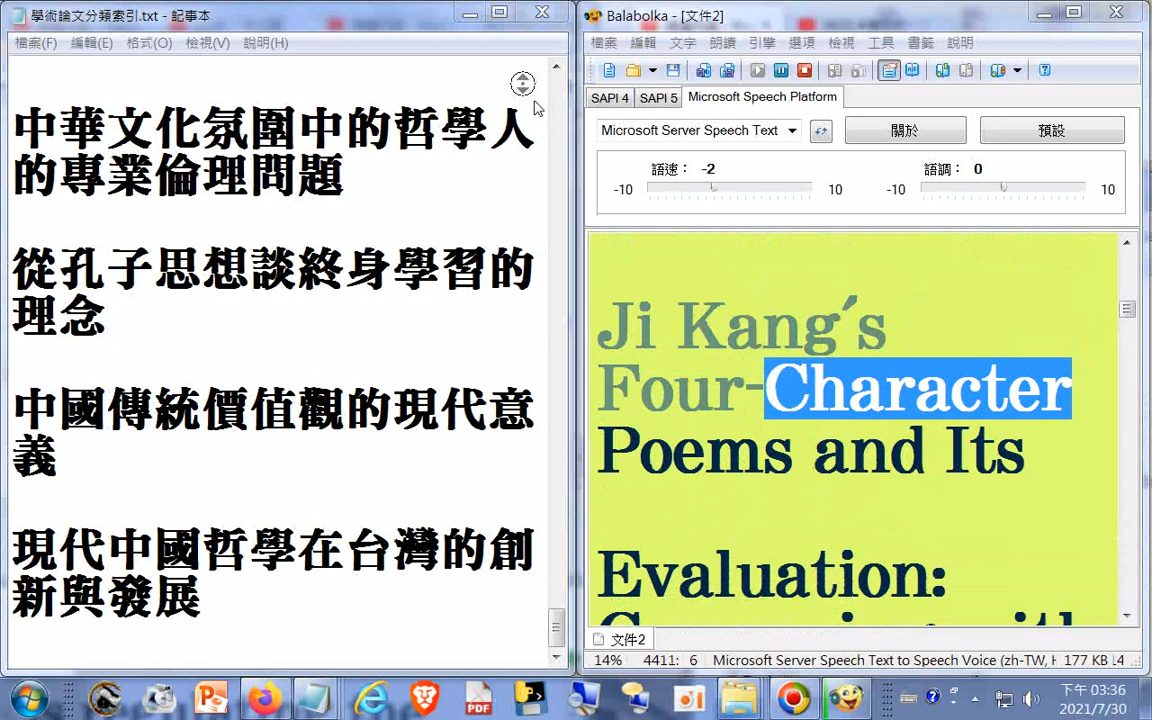 學術論文分類索引.txt - 記事本
檔案(F) 編輯(E) 格式(O) 檢視(V) 說明(H)
中華文化氛圍中的哲學人
的專業倫理問題
從孔子思想談終身學習的
理念
中國傳統價值觀的現代意
義
現代中國哲學在台灣的創
新與發展
Balabolka - [文件2]
檔案 編輯 文字 朗讀 引擎 選項 檢視 工具 書籤 說明
SAPI 4 SAPI 5 Microsoft Speech Platform
Microsoft Server Speech Text 關於 預設
語速： -2 語調： 0
-10 10 -10 10
Ji Kang´s
Four-Character
Poems and Its
Evaluation:
文件2
14% 4411: 6 Microsoft Server Speech Text to Speech Voice (zh-TW, H 177 KB
PDF
下午 03:36
2021/7/30